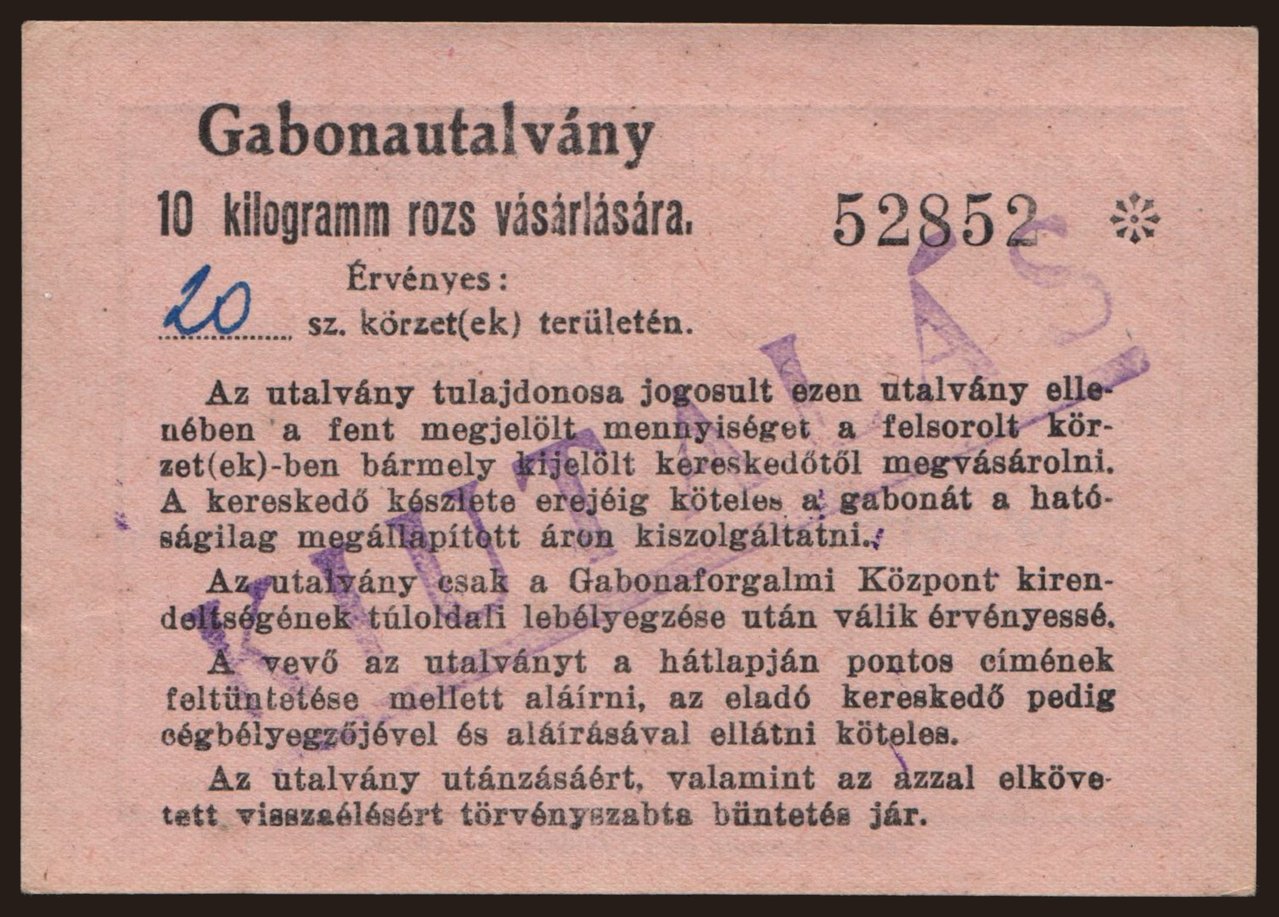 Gabonautalvány
10 kilogramm rozs vásárlására.
52852
Érvényes:
20 sz. körzet(ek) területén.
Az utalvány tulajdonosa jogosult ezen utalvány elle-
nében a fent megjelölt mennyiséget a felsorolt kör-
zet(ek)-ben bármely kijelölt kereskedőtől megvásárolni.
A kereskedő készlete erejéig köteles a gabonát a ható-
ságilag megállapított áron kiszolgáltatni.
Az utalvány csak a Gabonaforgalmi Központ kiren-
deltségének túloldali lebélyegzése után válik érvényessé.
A vevő az utalványt a hátlapján pontos címének
feltüntetése mellett aláírni, az eladó kereskedő pedig
cégbélyegzőjével és aláírásával ellátni köteles.
Az utalvány utánzásáért, valamint az azzal elköve-
tett visszaélésért törvényszabta büntetés jár.
KIUTALÁS!